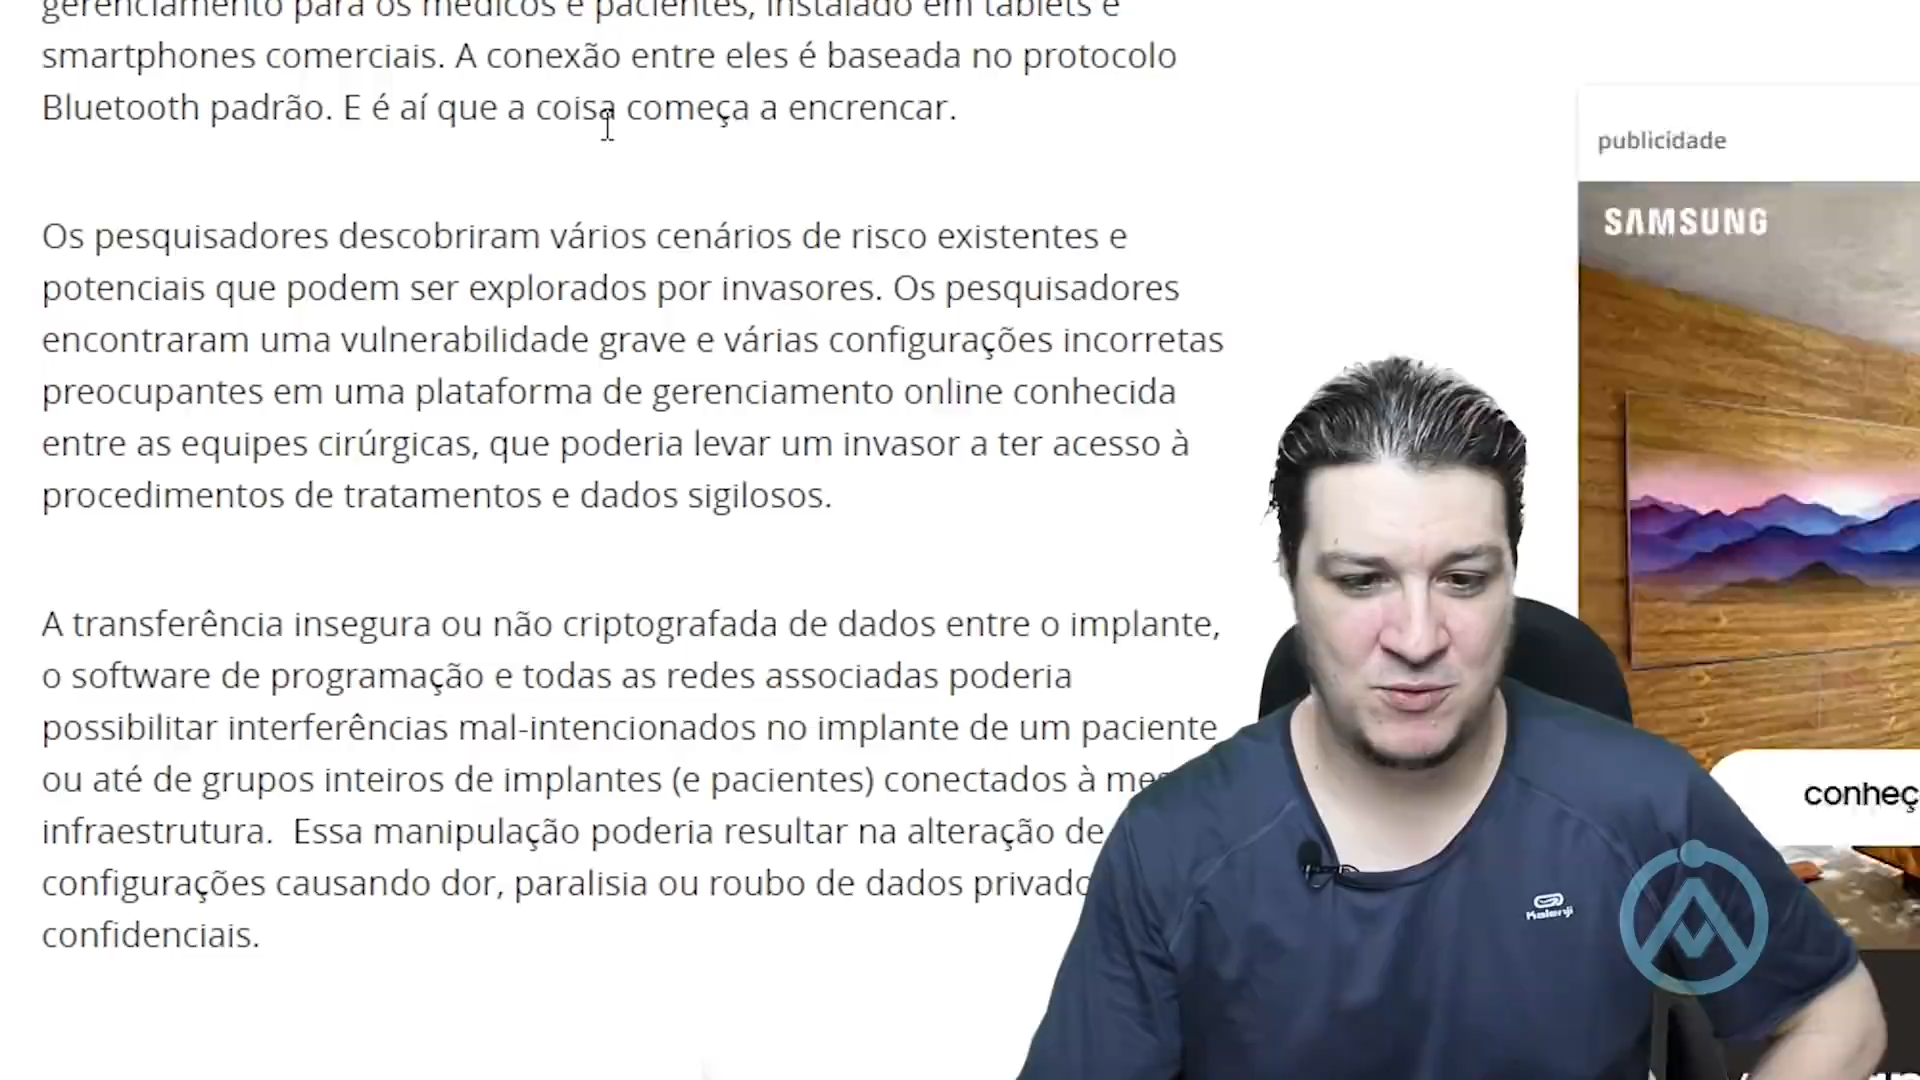 gerenciamento para os médicos e pacientes, instalado em tablets e
smartphones comerciais. A conexão entre eles é baseada no protocolo
Bluetooth padrão. E é aí que a coisa começa a encrencar.
publicidade
SAMSUNG
Os pesquisadores descobriram vários cenários de risco existentes e
potenciais que podem ser explorados por invasores. Os pesquisadores
encontraram uma vulnerabilidade grave e várias configurações incorretas
preocupantes em uma plataforma de gerenciamento online conhecida
entre as equipes cirúrgicas, que poderia levar um invasor a ter acesso à
procedimentos de tratamentos e dados sigilosos.
A transferência insegura ou não criptografada de dados entre o implante,
o software de programação e todas as redes associadas poderia
possibilitar interferências mal-intencionados no implante de um paciente
ou até de grupos inteiros de implantes (e pacientes) conectados à
infraestrutura. Essa manipulação poderia resultar na alteração de
configurações causando dor, paralisia ou roubo de dados privado
confidenciais.
conheç
Kalenji